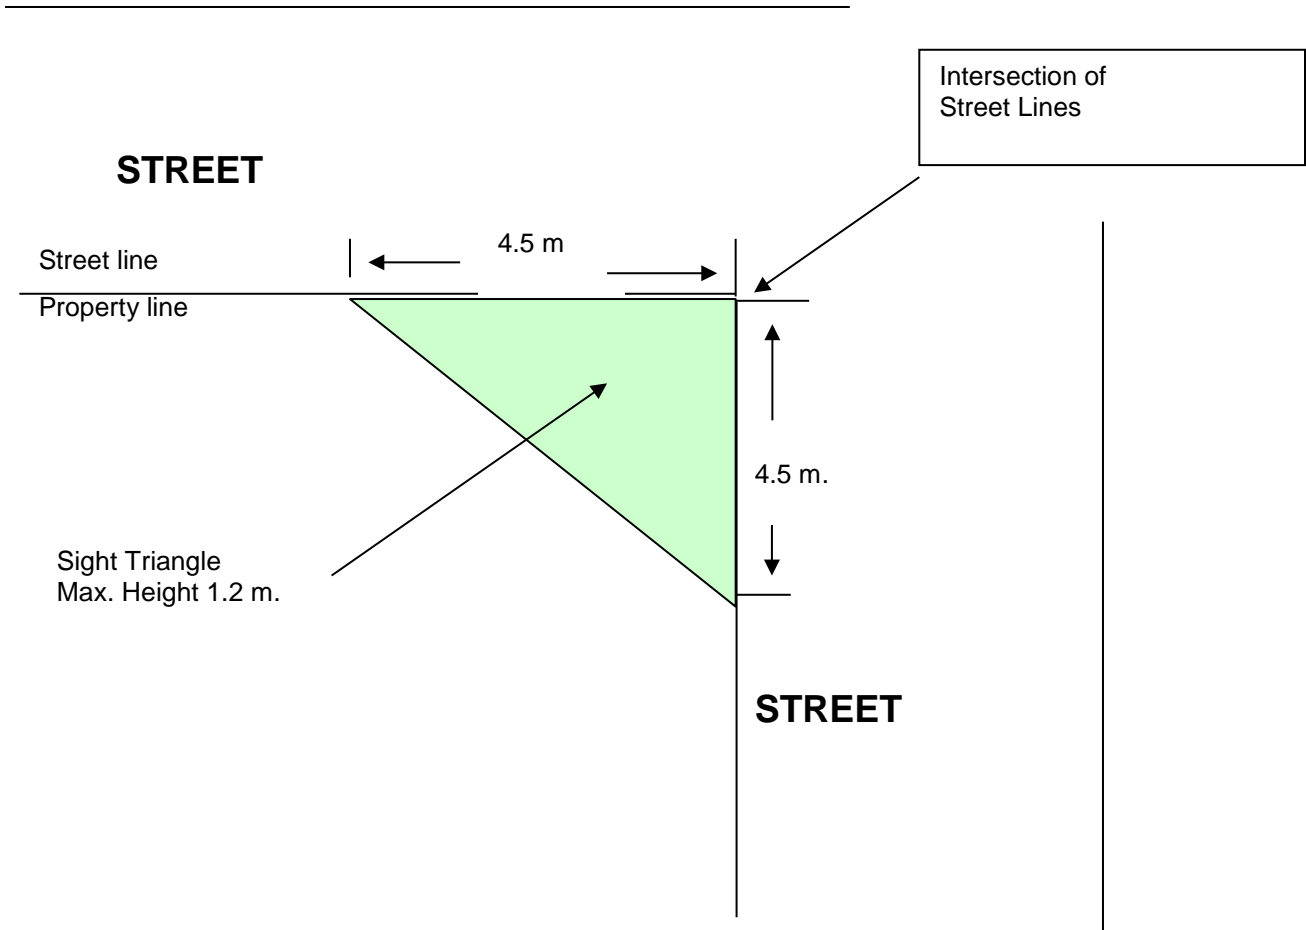 Intersection of
Street Lines
STREET
4.5 m
Street line
Property line
4.5 m.
Sight Triangle
Max. Height 1.2 m.
STREET